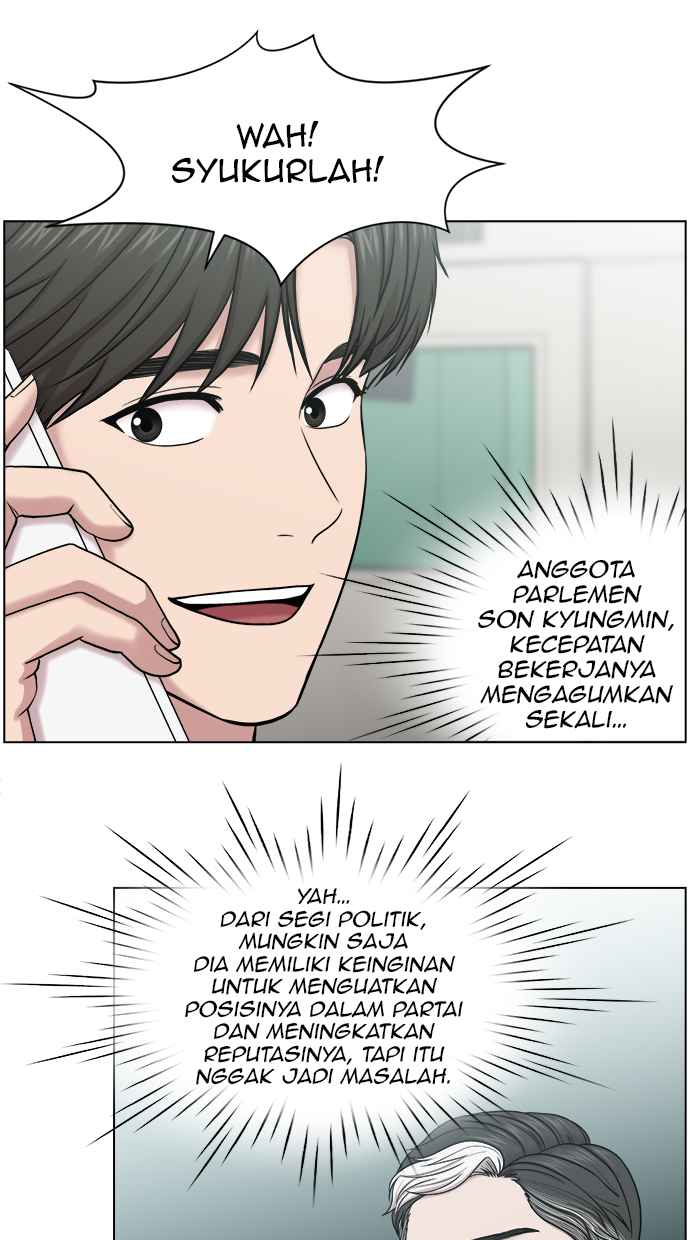 WAH!
SYUKURLAH!
ANGGOTA
PARLEMEN
SON KYUNGMIN,
KECEPATAN
BEKERJANYA
MENGAGUMKAN
SEKALI...
YAH...
DARI SEGI POLITIK,
MUNGKIN SAJA
DIA MEMILIKI KEINGINAN
UNTUK MENGUATKAN
POSISINYA DALAM PARTAI
DAN MENINGKATKAN
REPUTASINYA, TAPI ITU
NGGAK JADI MASALAH.